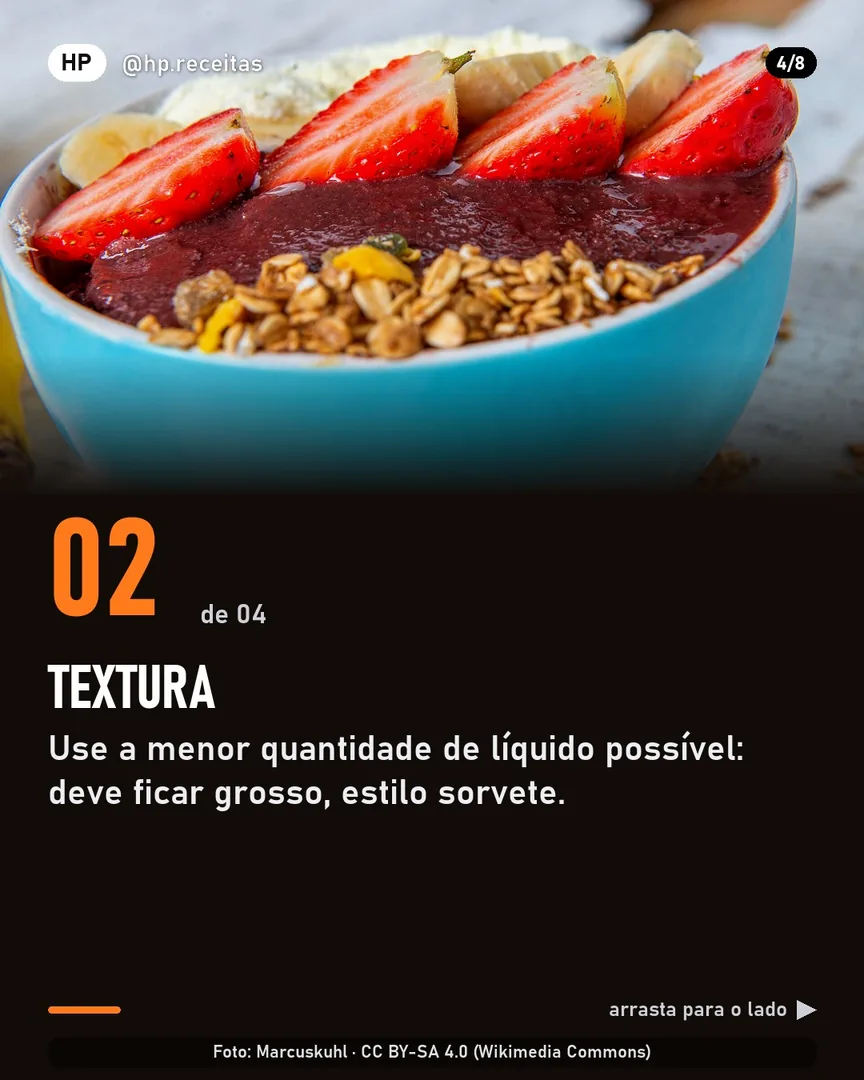 HP @hp.receitas 4/8
02 de 04
TEXTURA
Use a menor quantidade de líquido possível:
deve ficar grosso, estilo sorvete.
arrasta para o lado ▶
Foto: Marcuskuhl · CC BY-SA 4.0 (Wikimedia Commons)